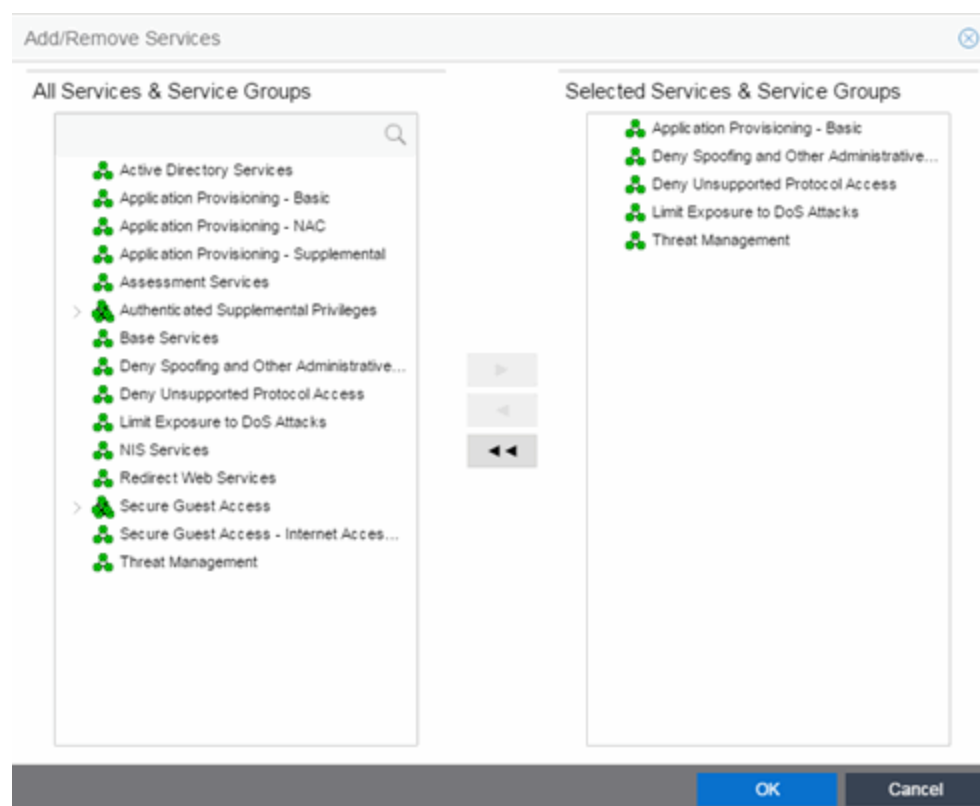 Add/Remove Services
All Services & Service Groups
Active Directory Services
Application Provisioning - Basic
Application Provisioning - NAC
Application Provisioning - Supplemental
Assessment Services
Authenticated Supplemental Privileges
Base Services
Deny Spoofing and Other Administrative...
Deny Unsupported Protocol Access
Limit Exposure to DoS Attacks
NIS Services
Redirect Web Services
Secure Guest Access
Secure Guest Access - Internet Acces...
Threat Management
Selected Services & Service Groups
Application Provisioning - Basic
Deny Spoofing and Other Administrative...
Deny Unsupported Protocol Access
Limit Exposure to DoS Attacks
Threat Management
OK
Cancel